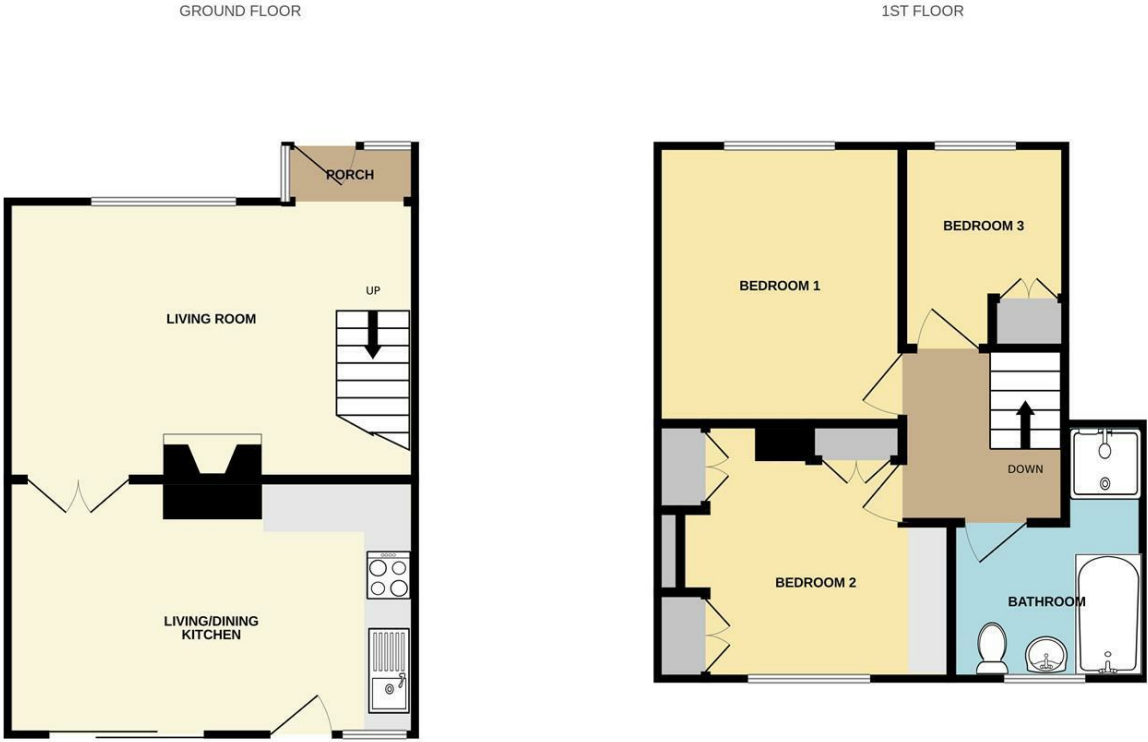 GROUND FLOOR
PORCH
UP
LIVING ROOM
LIVING/DINING
KITCHEN
1ST FLOOR
BEDROOM 3
BEDROOM 1
DOWN
BEDROOM 2
BATHROOM